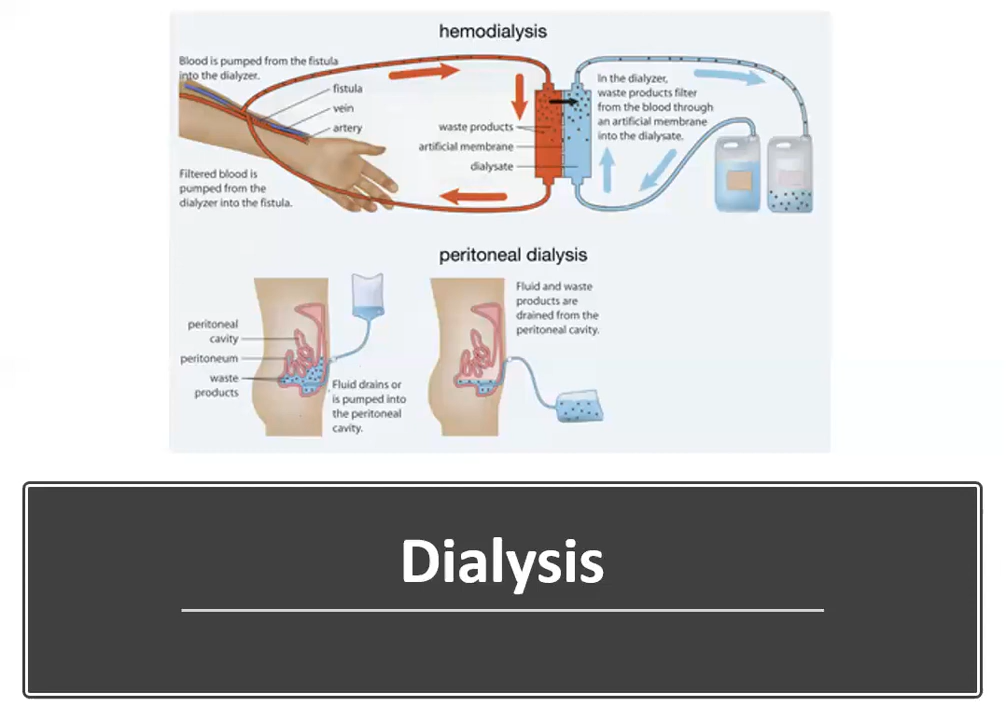 hemodialysis
Blood is pumped from the fistula
into the dialyzer.
fistula
vein
artery
Filtered blood is
pumped from the
dialyzer into the fistula.
waste products
artificial membrane
dialysate
In the dialyzer,
waste products filter
from the blood through
an artificial membrane
into the dialysate.
peritoneal dialysis
peritoneal
cavity
peritoneum
waste
products
Fluid drains or
is pumped into
the peritoneal
cavity.
Fluid and waste
products are
drained from the
peritoneal cavity.
Dialysis